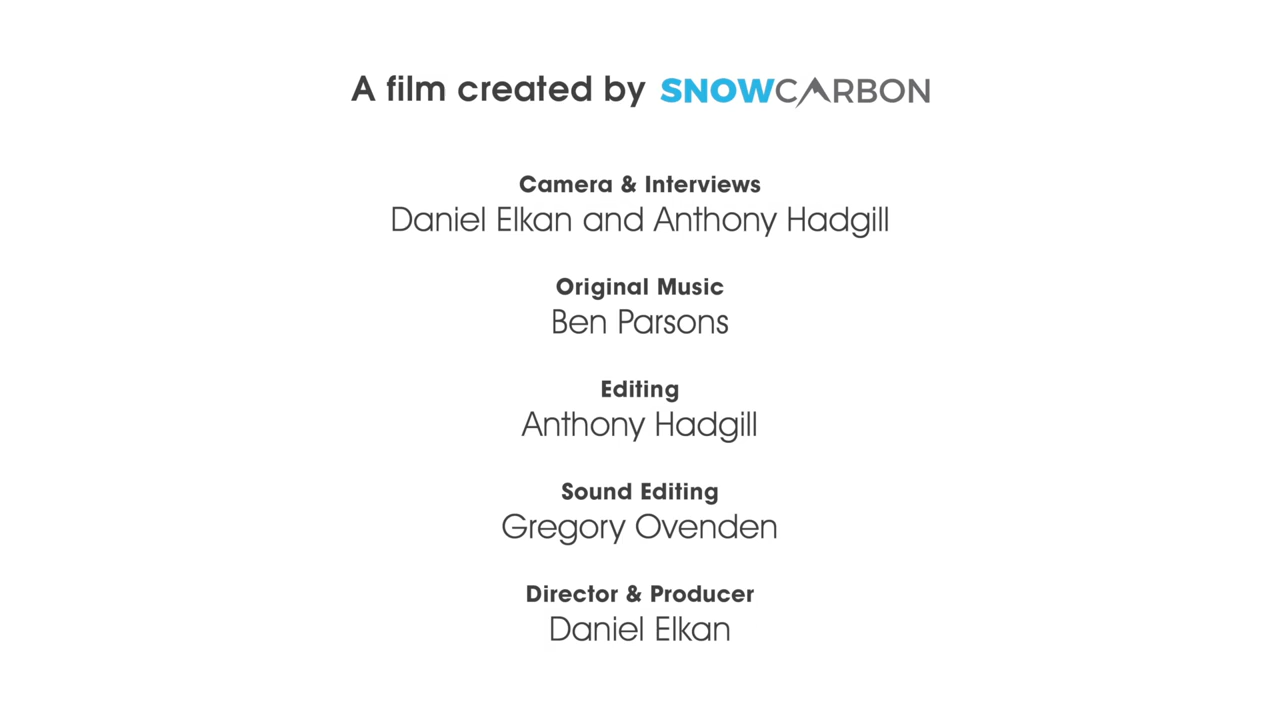 A film created by SNOWCARBON
Camera & Interviews
Daniel Elkan and Anthony Hadgill
Original Music
Ben Parsons
Editing
Anthony Hadgill
Sound Editing
Gregory Ovenden
Director & Producer
Daniel Elkan